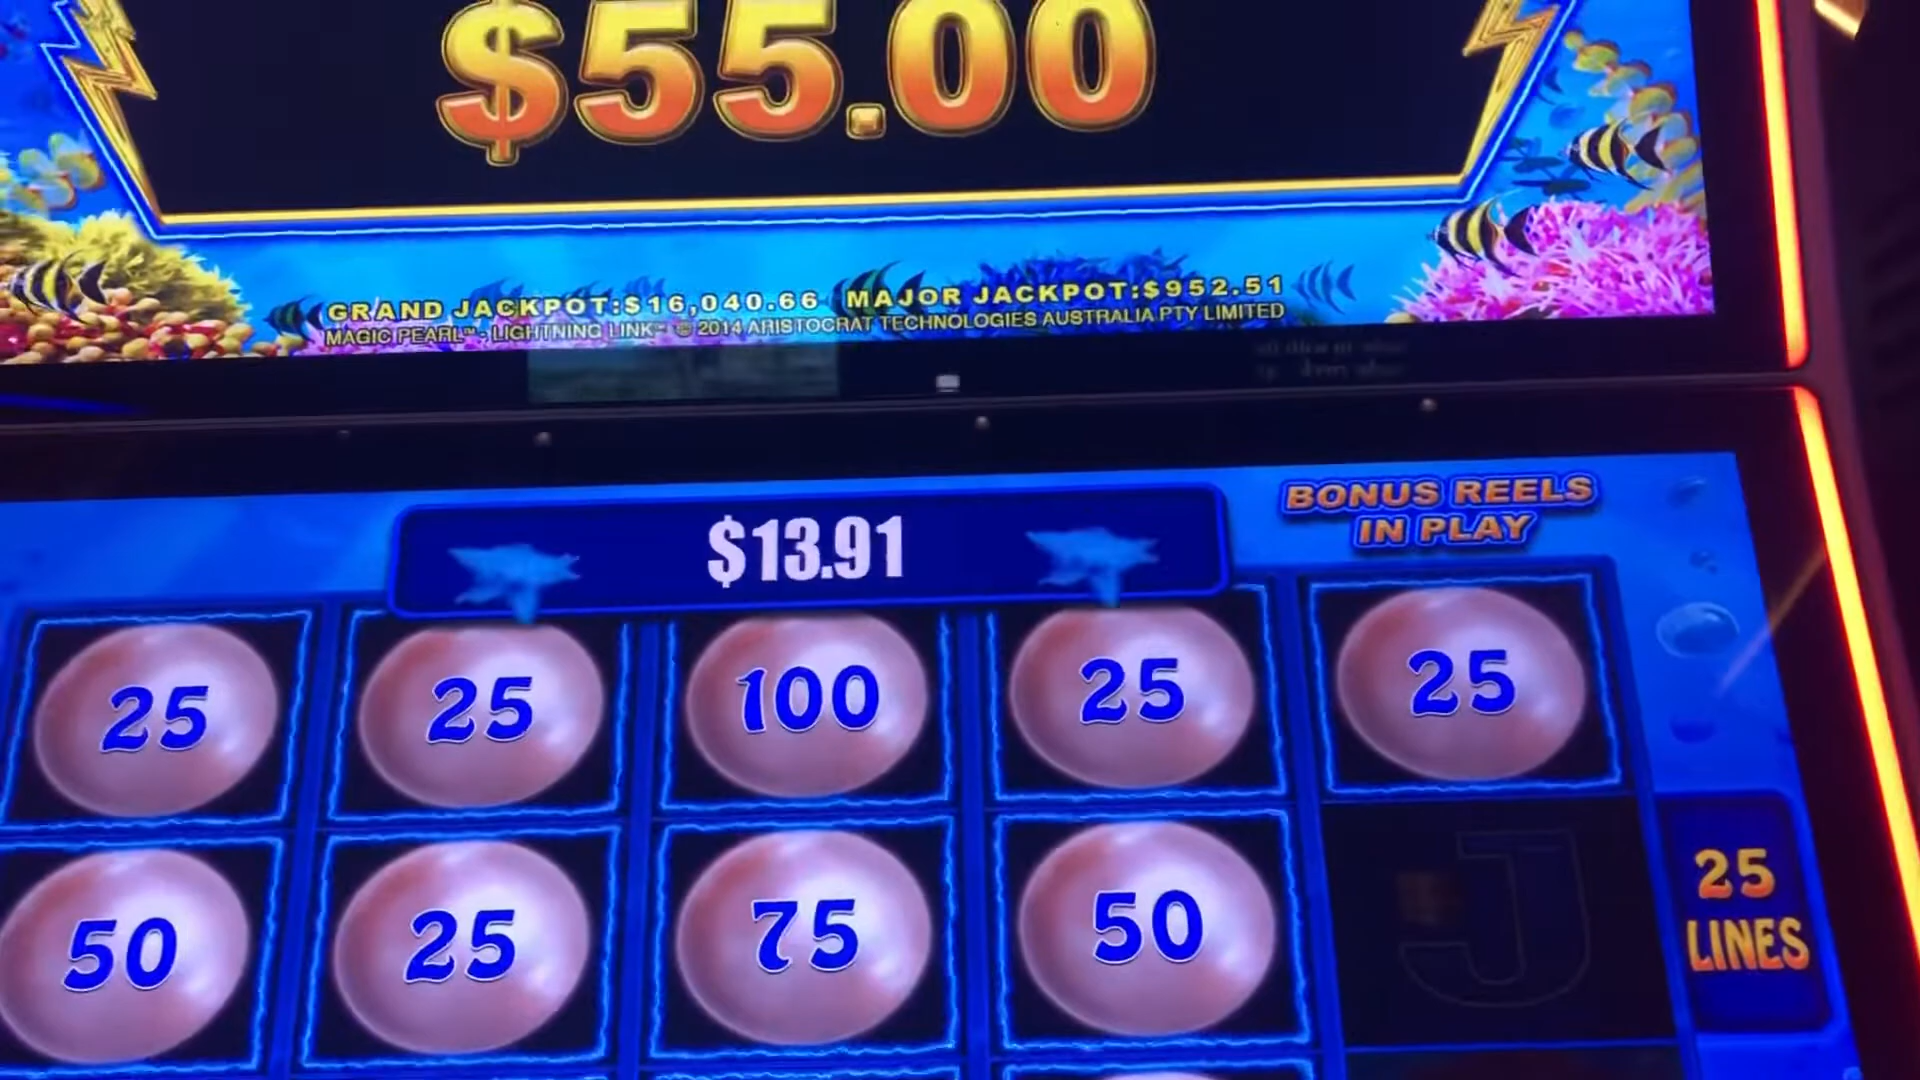 $55.00
GRAND JACKPOT:$16,040.66 MAJOR JACKPOT:$952.51
MAGIC PEARL™ - LIGHTNING LINK™ © 2014 ARISTOCRAT TECHNOLOGIES AUSTRALIA PTY LIMITED
$13.91
BONUS REELS
IN PLAY
25 25 100 25 25
50 25 75 50 J
25
LINES